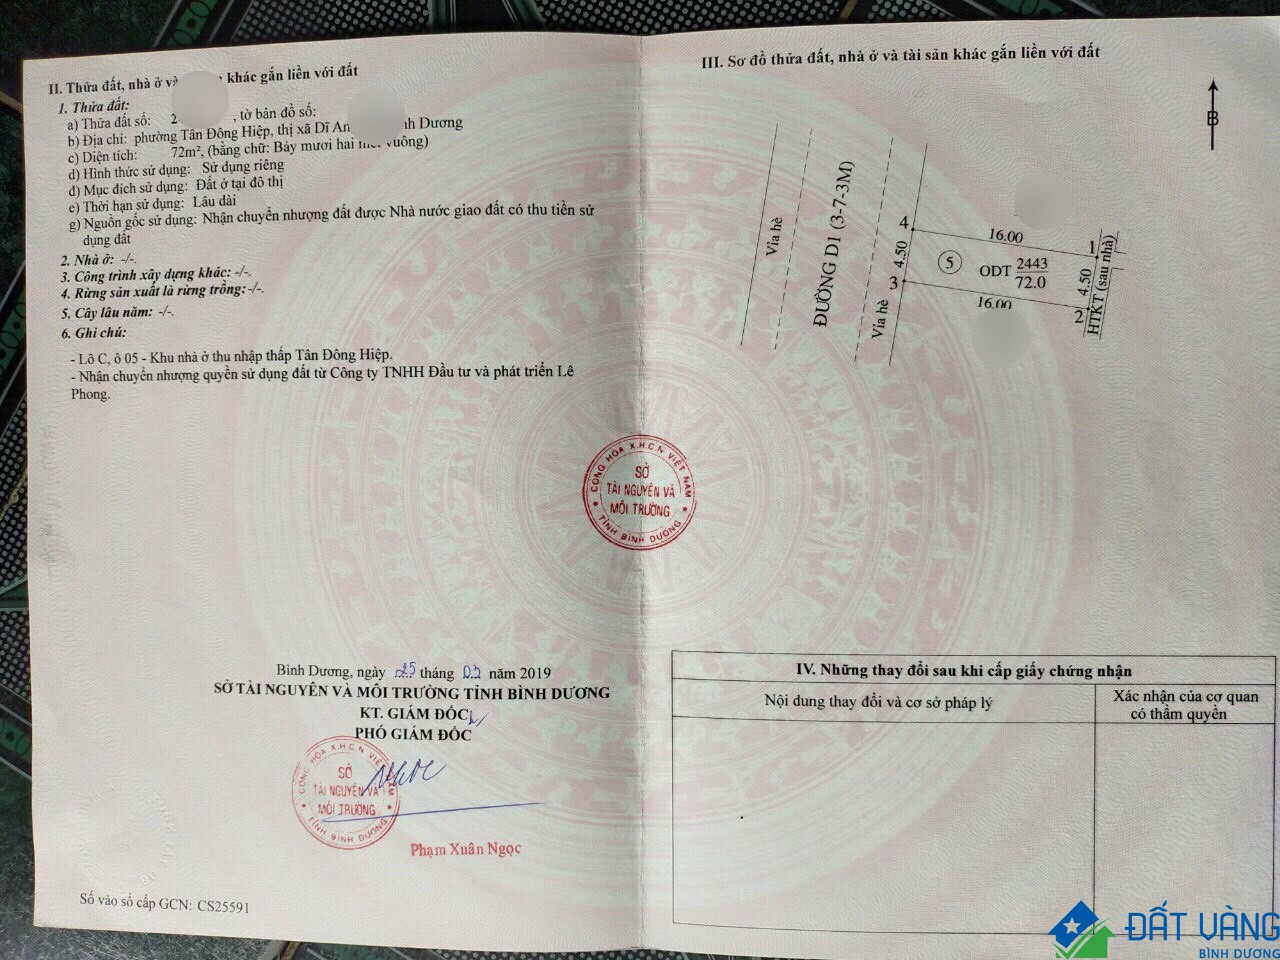 II. Thửa đất, nhà ở và khác gắn liền với đất
1. Thửa đất:
a) Thửa đất số: 2 , tờ bản đồ số:
b) Địa chỉ: phường Tân Đông Hiệp, thị xã Dĩ An Dương
c) Diện tích: 72m², (bằng chữ: Bảy mươi hai mét vuông)
d) Hình thức sử dụng: Sử dụng riêng
đ) Mục đích sử dụng: Đất ở tại đô thị
e) Thời hạn sử dụng: Lâu dài
g) Nguồn gốc sử dụng: Nhận chuyển nhượng đất được Nhà nước giao đất có thu tiền sử
dụng đất
2. Nhà ở: -/-.
3. Công trình xây dựng khác: -/-.
4. Rừng sản xuất là rừng trồng: -/-.
5. Cây lâu năm: -/-.
6. Ghi chú:
- Lô C, ô 05 - Khu nhà ở thu nhập thấp Tân Đông Hiệp.
- Nhận chuyển nhượng quyền sử dụng đất từ Công ty TNHH Đầu tư và phát triển Lê
Phong.
Bình Dương, ngày 25 tháng 03 năm 2019
SỞ TÀI NGUYÊN VÀ MÔI TRƯỜNG TỈNH BÌNH DƯƠNG
KT. GIÁM ĐỐC
PHÓ GIÁM ĐỐC
CỘNG HÒA X.H.C.N VIỆT NAM
SỞ
TÀI NGUYÊN VÀ
MÔI TRƯỜNG
TỈNH BÌNH DƯƠNG
Phạm Xuân Ngọc
Số vào sổ cấp GCN: CS25591
CỘNG HÒA X.H.C.N VIỆT NAM
SỞ
TÀI NGUYÊN VÀ
MÔI TRƯỜNG
TỈNH BÌNH DƯƠNG
III. Sơ đồ thửa đất, nhà ở và tài sản khác gắn liền với đất
B
Vỉa hè
ĐƯỜNG D1 (3-7-3M)
Vỉa hè
4
16.00
1
4.50
5
ODT 2443
72.0
4.50
3
16.00
2
HTKT (sau nhà)
IV. Những thay đổi sau khi cấp giấy chứng nhận
Nội dung thay đổi và cơ sở pháp lý
Xác nhận của cơ quan
có thẩm quyền
ĐẤT VÀNG
BÌNH DƯƠNG